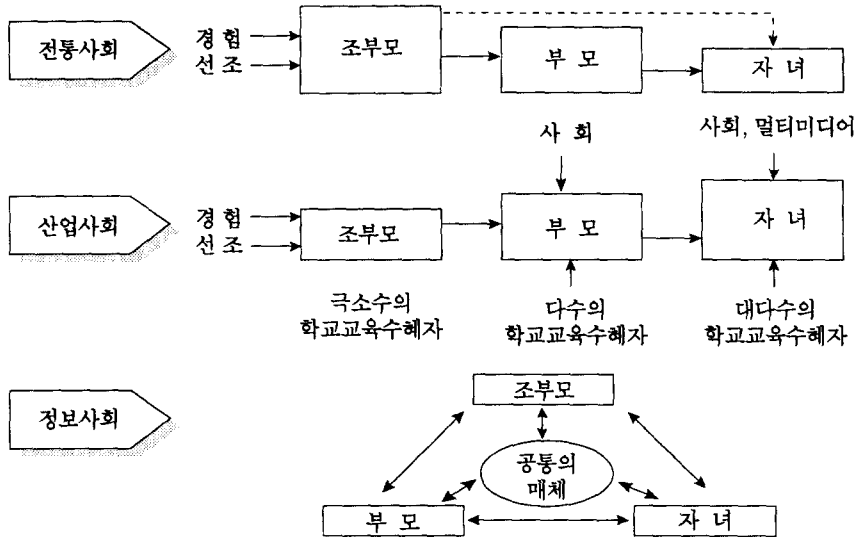 전통사회
경 험
선 조
조부모
부 모
자 녀
사 회
사회, 멀티미디어
산업사회
경 험
선 조
조부모
부 모
자 녀
극소수의
학교교육수혜자
다수의
학교교육수혜자
대다수의
학교교육수혜자
정보사회
조부모
공통의
매체
부 모
자 녀